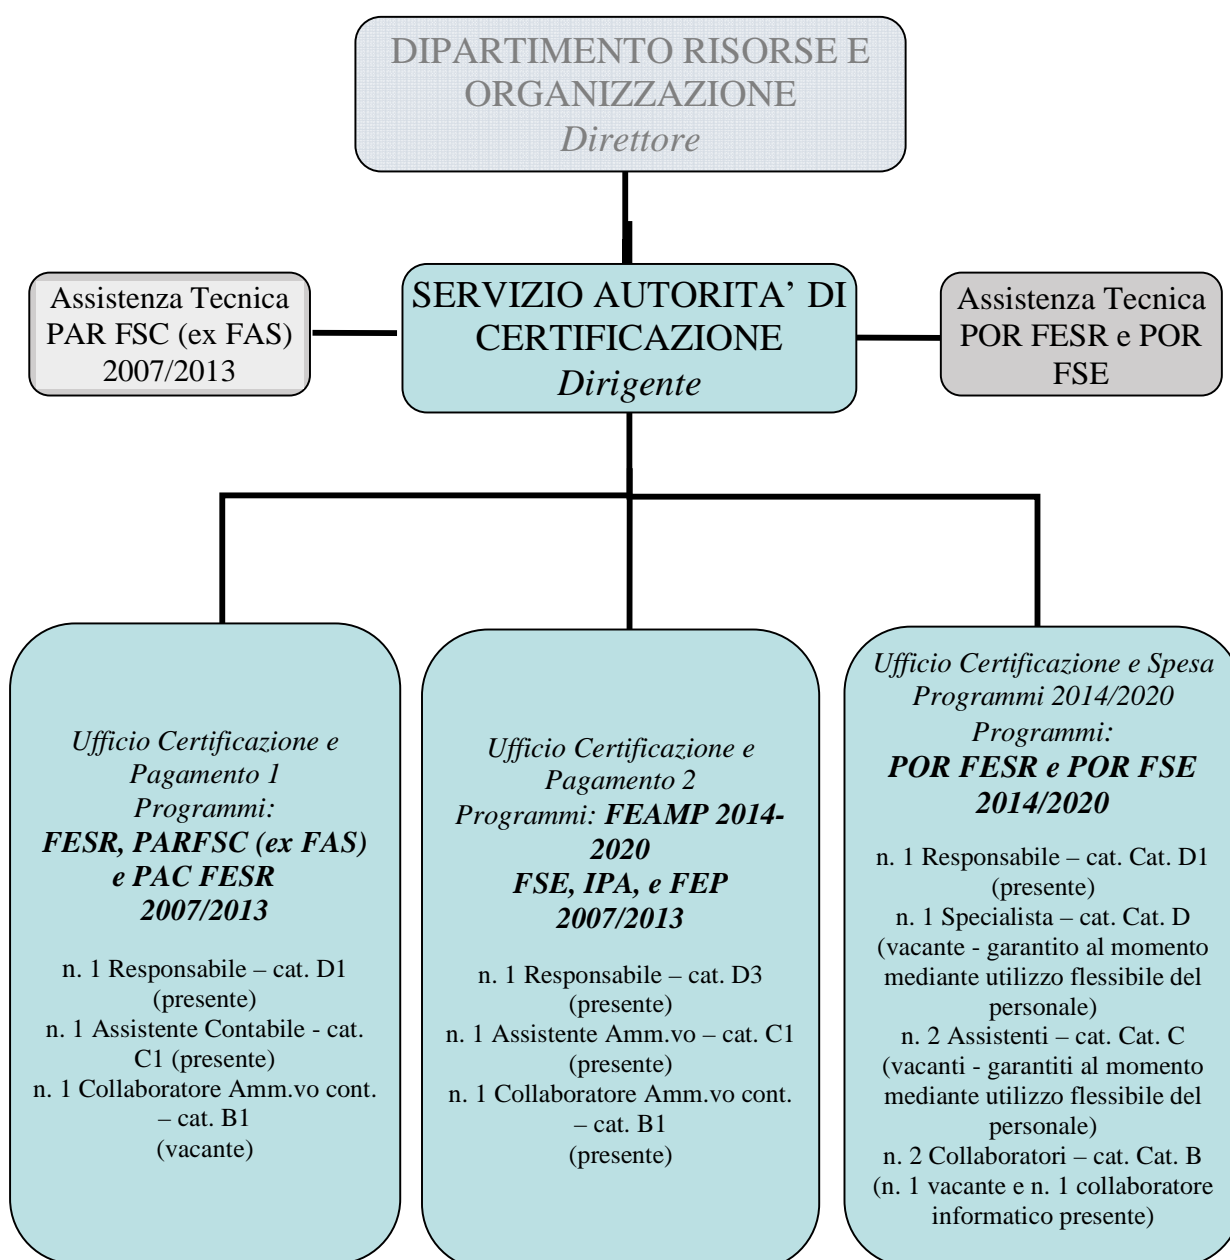 DIPARTIMENTO RISORSE E
ORGANIZZAZIONE
Direttore
Assistenza Tecnica
PAR FSC (ex FAS)
2007/2013
SERVIZIO AUTORITA’ DI
CERTIFICAZIONE
Dirigente
Assistenza Tecnica
POR FESR e POR
FSE
Ufficio Certificazione e
Pagamento 1
Programmi:
FESR, PARFSC (ex FAS)
e PAC FESR
2007/2013
n. 1 Responsabile – cat. D1
(presente)
n. 1 Assistente Contabile - cat.
C1 (presente)
n. 1 Collaboratore Amm.vo cont.
– cat. B1
(vacante)
Ufficio Certificazione e
Pagamento 2
Programmi: FEAMP 2014-
2020
FSE, IPA, e FEP
2007/2013
n. 1 Responsabile – cat. D3
(presente)
n. 1 Assistente Amm.vo – cat. C1
(presente)
n. 1 Collaboratore Amm.vo cont.
– cat. B1
(presente)
Ufficio Certificazione e Spesa
Programmi 2014/2020
Programmi:
POR FESR e POR FSE
2014/2020
n. 1 Responsabile – cat. Cat. D1
(presente)
n. 1 Specialista – cat. Cat. D
(vacante - garantito al momento
mediante utilizzo flessibile del
personale)
n. 2 Assistenti – cat. Cat. C
(vacanti - garantiti al momento
mediante utilizzo flessibile del
personale)
n. 2 Collaboratori – cat. Cat. B
(n. 1 vacante e n. 1 collaboratore
informatico presente)